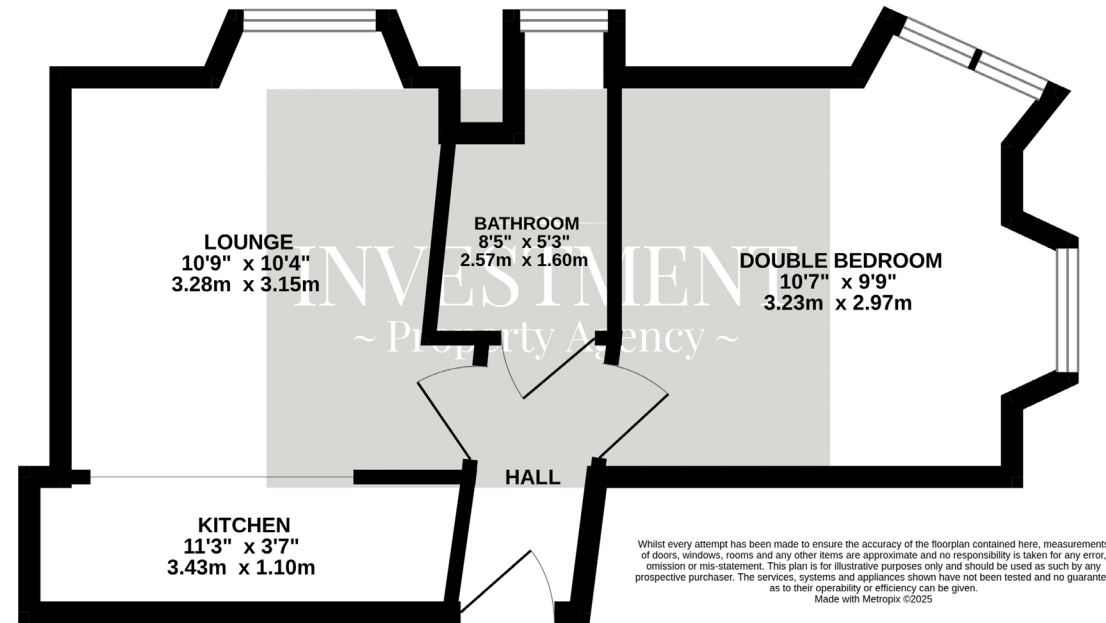 LOUNGE
10'9" x 10'4"
3.28m x 3.15m
BATHROOM
8'5" x 5'3"
2.57m x 1.60m
DOUBLE BEDROOM
10'7" x 9'9"
3.23m x 2.97m
INVESTMENT
~ Property Agency ~
HALL
KITCHEN
11'3" x 3'7"
3.43m x 1.10m
Whilst every attempt has been made to ensure the accuracy of the floorplan contained here, measurements
of doors, windows, rooms and any other items are approximate and no responsibility is taken for any error,
omission or mis-statement. This plan is for illustrative purposes only and should be used as such by any
prospective purchaser. The services, systems and appliances shown have not been tested and no guarante
as to their operability or efficiency can be given.
Made with Metropix ©2025